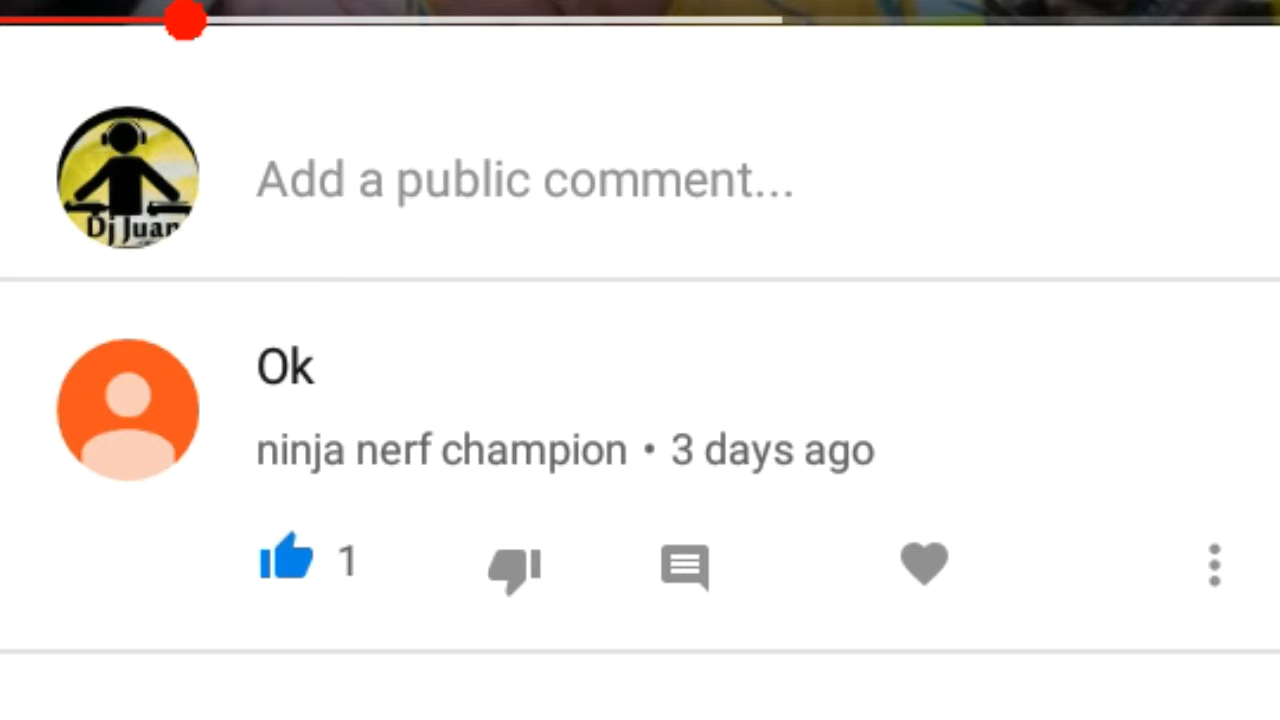 Dj Juan
Add a public comment...
Ok
ninja nerf champion • 3 days ago
1